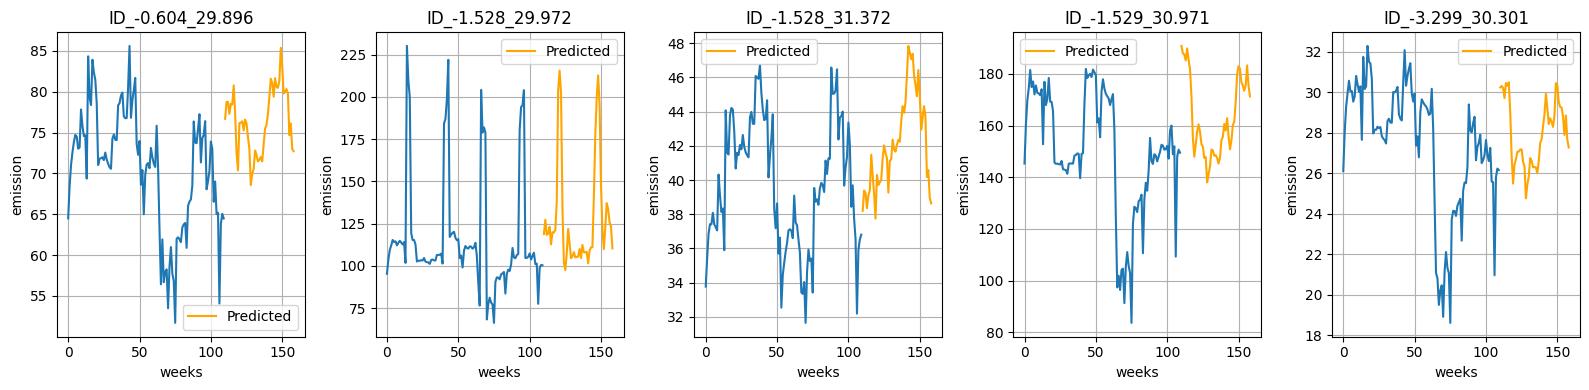 ID_-0.604_29.896
85
80
75
70
65
60
55
emission
0
50
100
150
weeks
Predicted
ID_-1.528_29.972
225
200
175
150
125
100
75
emission
0
50
100
150
weeks
Predicted
ID_-1.528_31.372
48
46
44
42
40
38
36
34
32
emission
0
50
100
150
weeks
Predicted
ID_-1.529_30.971
180
160
140
120
100
80
emission
0
50
100
150
weeks
Predicted
ID_-3.299_30.301
32
30
28
26
24
22
20
18
emission
0
50
100
150
weeks
Predicted